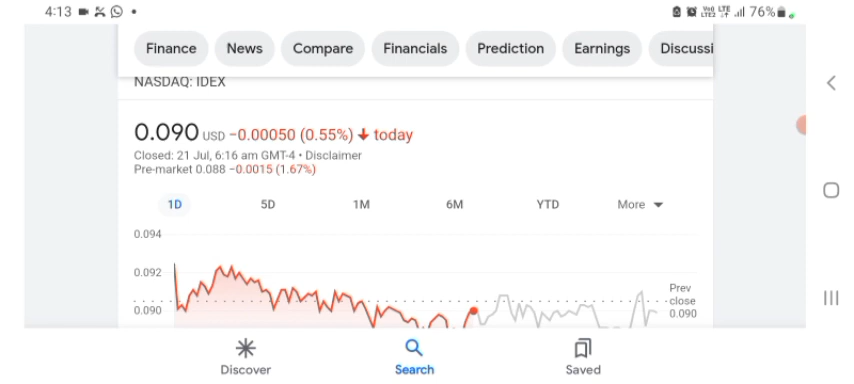 4:13 76%
Finance News Compare Financials Prediction Earnings Discussi
NASDAQ: IDEX
0.090 USD −0.00050 (0.55%) today
Closed: 21 Jul, 6:16 am GMT-4 • Disclaimer
Pre-market 0.088 −0.0015 (1.67%)
1D 5D 1M 6M YTD More
0.094
0.092
Prev
close
0.090
0.090
Discover Search Saved